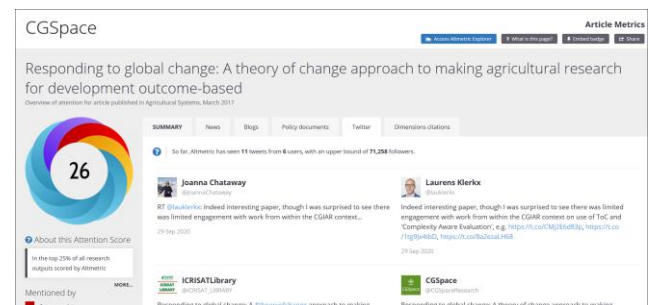 CGSpace
Article Metrics
Access Altmetric Explorer
? What is this page?
Embed badge
Share
Responding to global change: A theory of change approach to making agricultural research
for development outcome-based
Overview of attention for article published in Agricultural Systems, March 2017
SUMMARY News Blogs Policy documents Twitter Dimensions citations
26
? So far, Altmetric has seen 11 tweets from 6 users, with an upper bound of 71,258 followers.
Joanna Chataway
@JoannaChataway
RT @lauklerkx: Indeed interesting paper, though I was surprised to see there
was limited engagement with work from within the CGIAR context...
29 Sep 2020
Laurens Klerkx
@lauklerkx
Indeed interesting paper, though I was surprised to see there was limited
engagement with work from within the CGIAR context on use of ToC and
'Complexity Aware Evaluation', e.g.
29 Sep 2020
? About this Attention Score
In the top 25% of all research
outputs scored by Altmetric
MORE...
Mentioned by
ICRISATLibrary
@ICRISAT_LIBRARY
CGSpace
@CGSpaceResearch